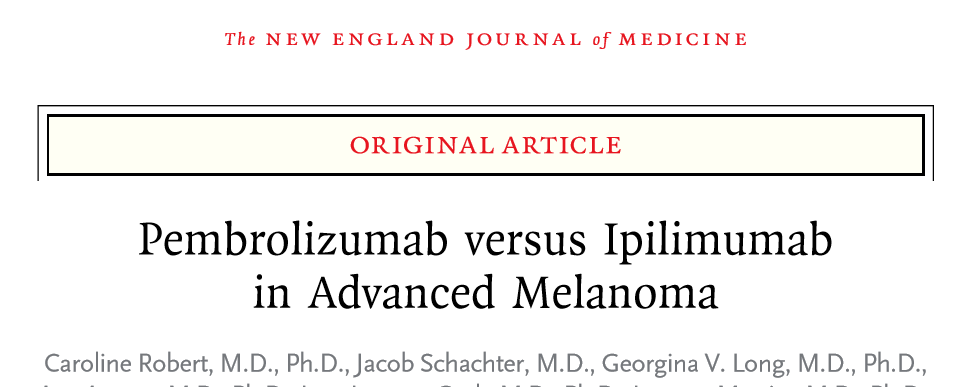 The NEW ENGLAND JOURNAL of MEDICINE
ORIGINAL ARTICLE
Pembrolizumab versus Ipilimumab
in Advanced Melanoma
Caroline Robert, M.D., Ph.D., Jacob Schachter, M.D., Georgina V. Long, M.D., Ph.D.,